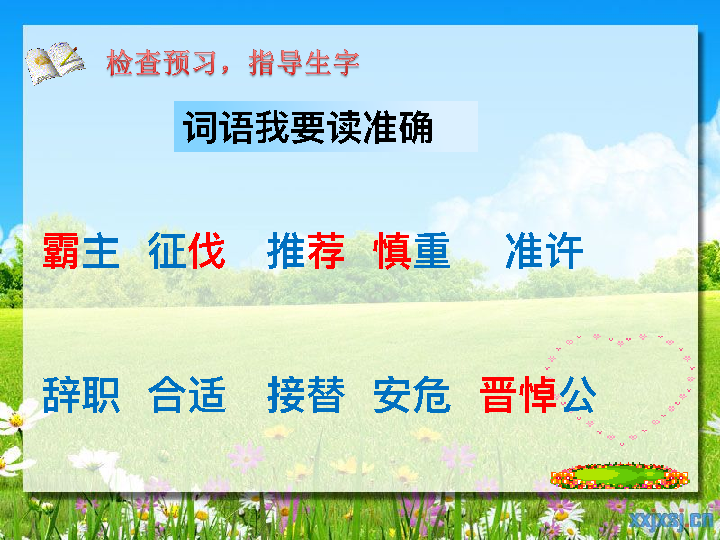 检查预习，指导生字
词语我要读准确
霸主 征伐 推荐 慎重 准许
辞职 合适 接替 安危 晋悼公
xxjxsj.cn